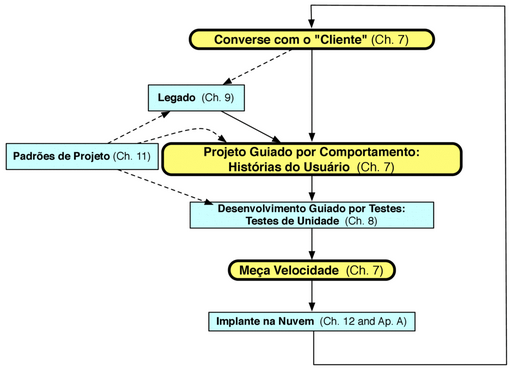 Converse com o "Cliente" (Ch. 7)
Legado (Ch. 9)
Padrões de Projeto (Ch. 11)
Projeto Guiado por Comportamento:
Histórias do Usuário (Ch. 7)
Desenvolvimento Guiado por Testes:
Testes de Unidade (Ch. 8)
Meça Velocidade (Ch. 7)
Implante na Nuvem (Ch. 12 and Ap. A)